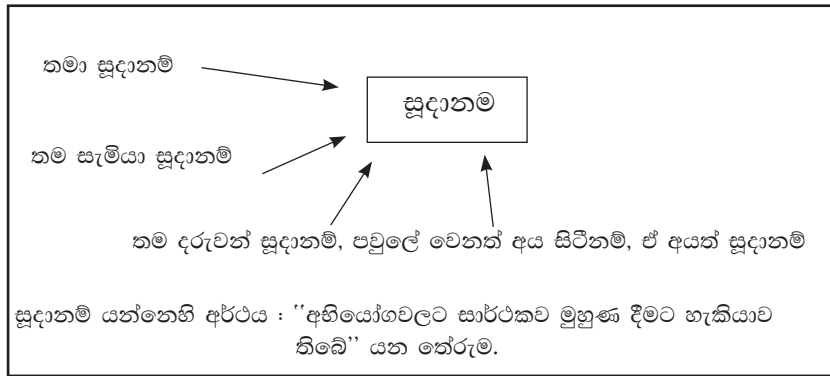 තමා සූදානම්
සූදානම
තම සැමියා සූදානම්
තම දරුවන් සූදානම්, පවුලේ වෙනත් අය සිටීනම්, ඒ අයත් සූදානම්
සූදානම් යන්නෙහි අර්ථය : ‘‘අභියෝගවලට සාර්ථකව මුහුණ දීමට හැකියාව
තිබේ’’ යන තේරුම.